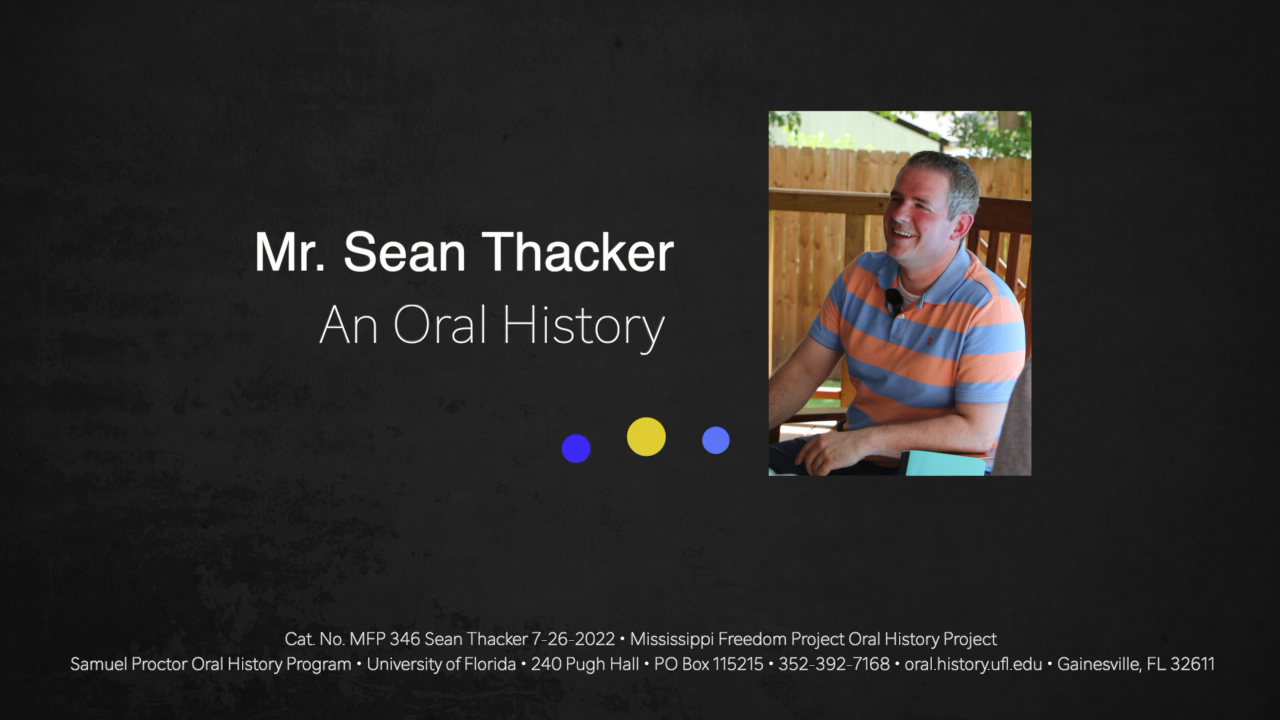 Mr. Sean Thacker
An Oral History
Cat. No. MFP 346 Sean Thacker 7-26-2022 • Mississippi Freedom Project Oral History Project
Samuel Proctor Oral History Program • University of Florida • 240 Pugh Hall • PO Box 115215 • 352-392-7168 • oral.history.ufl.edu • Gainesville, FL 32611